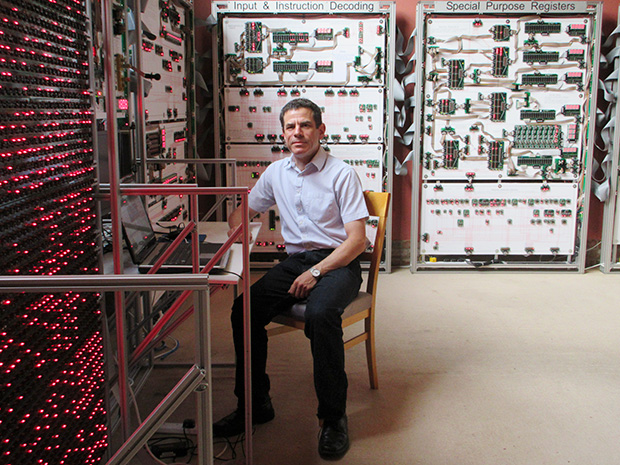 Input & Instruction Decoding
Special Purpose Registers